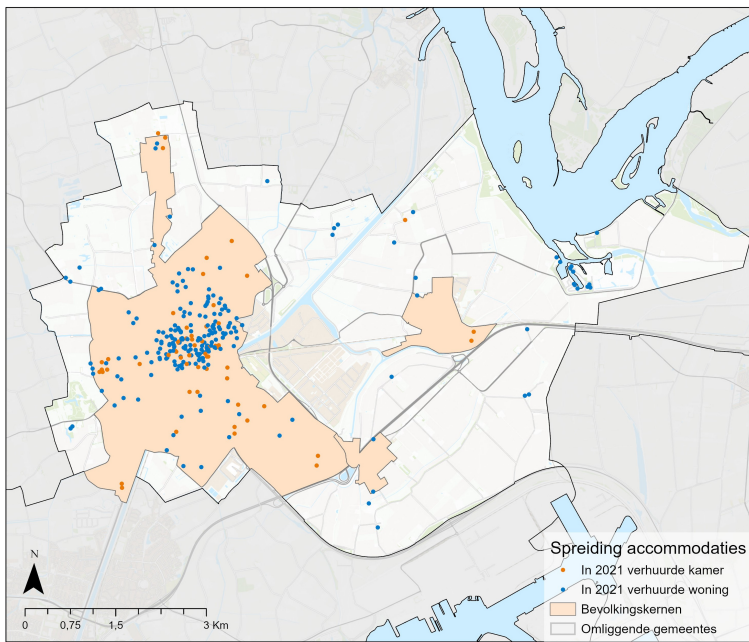 Spreiding accommodaties
In 2021 verhuurde kamer
In 2021 verhuurde woning
Bevolkingskernen
Omliggende gemeentes
N
0 0,75 1,5 3 Km